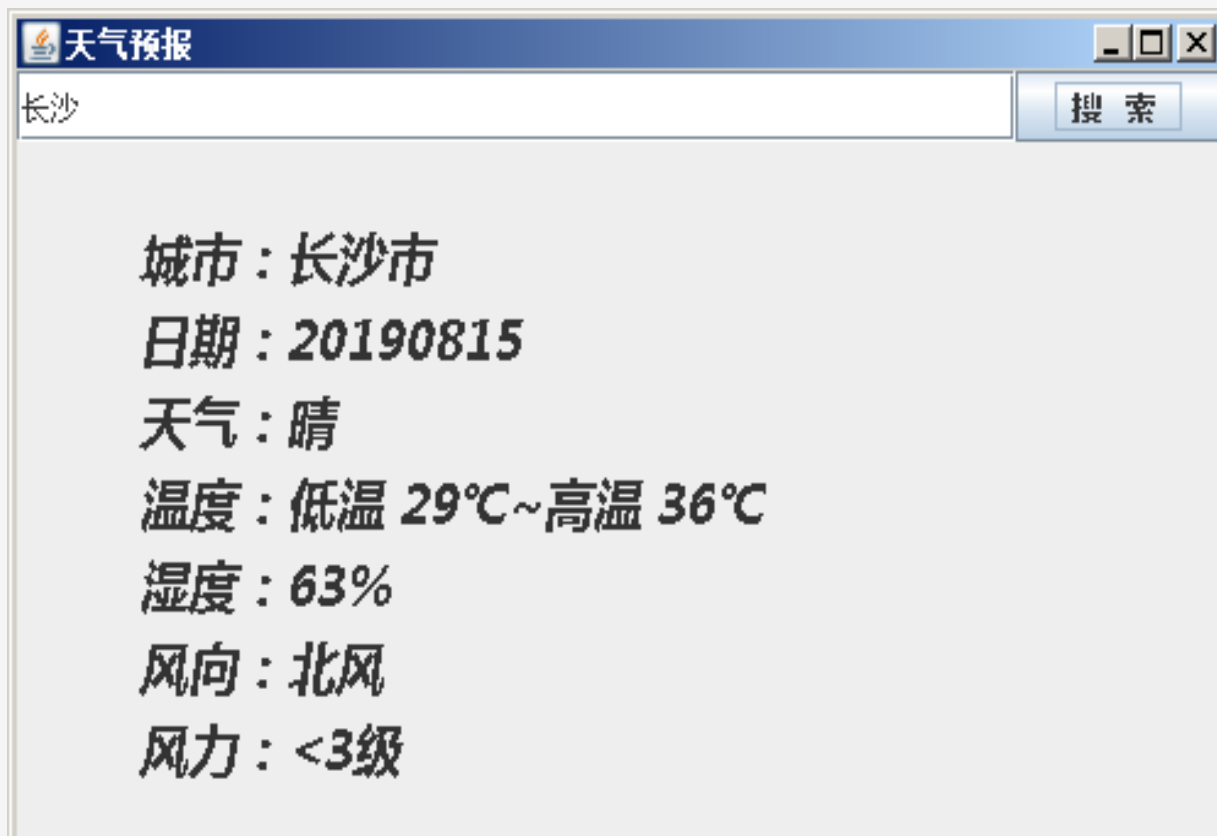 天气预报
长沙
搜 索
城市：长沙市
日期：20190815
天气：晴
温度：低温 29℃~高温 36℃
湿度：63%
风向：北风
风力：<3级